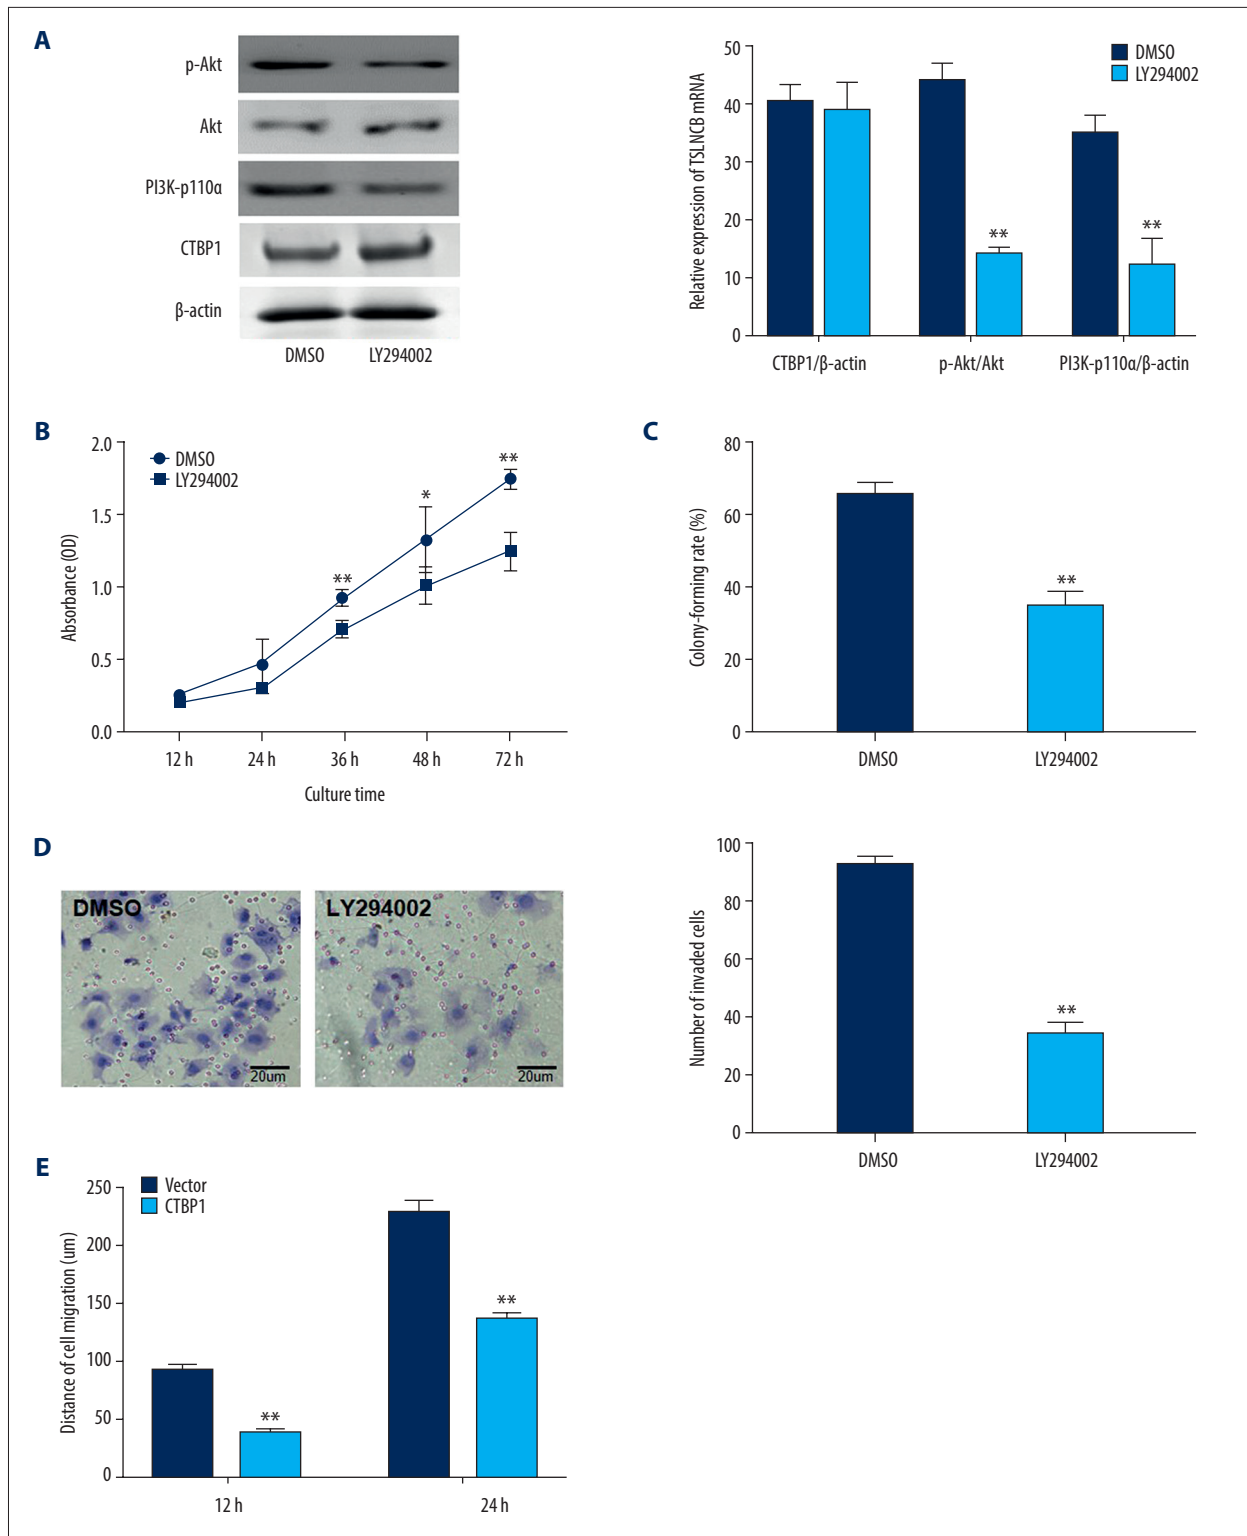 A
p-Akt
Akt
PI3K-p110α
CTBP1
β-actin
DMSO LY294002
Relative expression of TSLNCB mRNA
50
40
30
20
10
0
DMSO
LY294002
**
**
CTBP1/β-actin p-Akt/Akt PI3K-p110α/β-actin
B
Absorbance (OD)
2.0
1.5
1.0
0.5
0.0
DMSO
LY294002
**
*
**
12 h 24 h 36 h 48 h 72 h
Culture time
C
Colony-forming rate (%)
80
60
40
20
0
**
DMSO LY294002
D
DMSO
20um
LY294002
20um
Number of invaded cells
100
80
60
40
20
0
**
DMSO LY294002
E
Distance of cell migration (um)
250
200
150
100
50
0
Vector
CTBP1
**
**
12 h 24 h